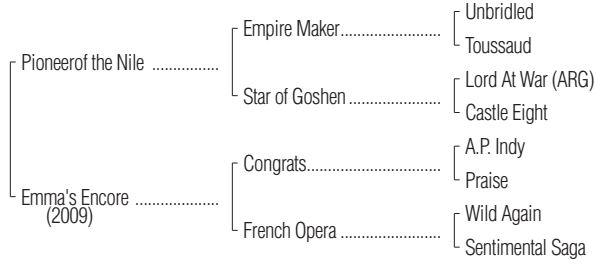 Unbridled
Empire Maker....................
Toussaud
Pioneerof the Nile .................
Lord At War (ARG)
Star of Goshen ...................
Castle Eight
A.P. Indy
Congrats.........................
Praise
Emma's Encore .................
(2009)
Wild Again
French Opera ....................
Sentimental Saga